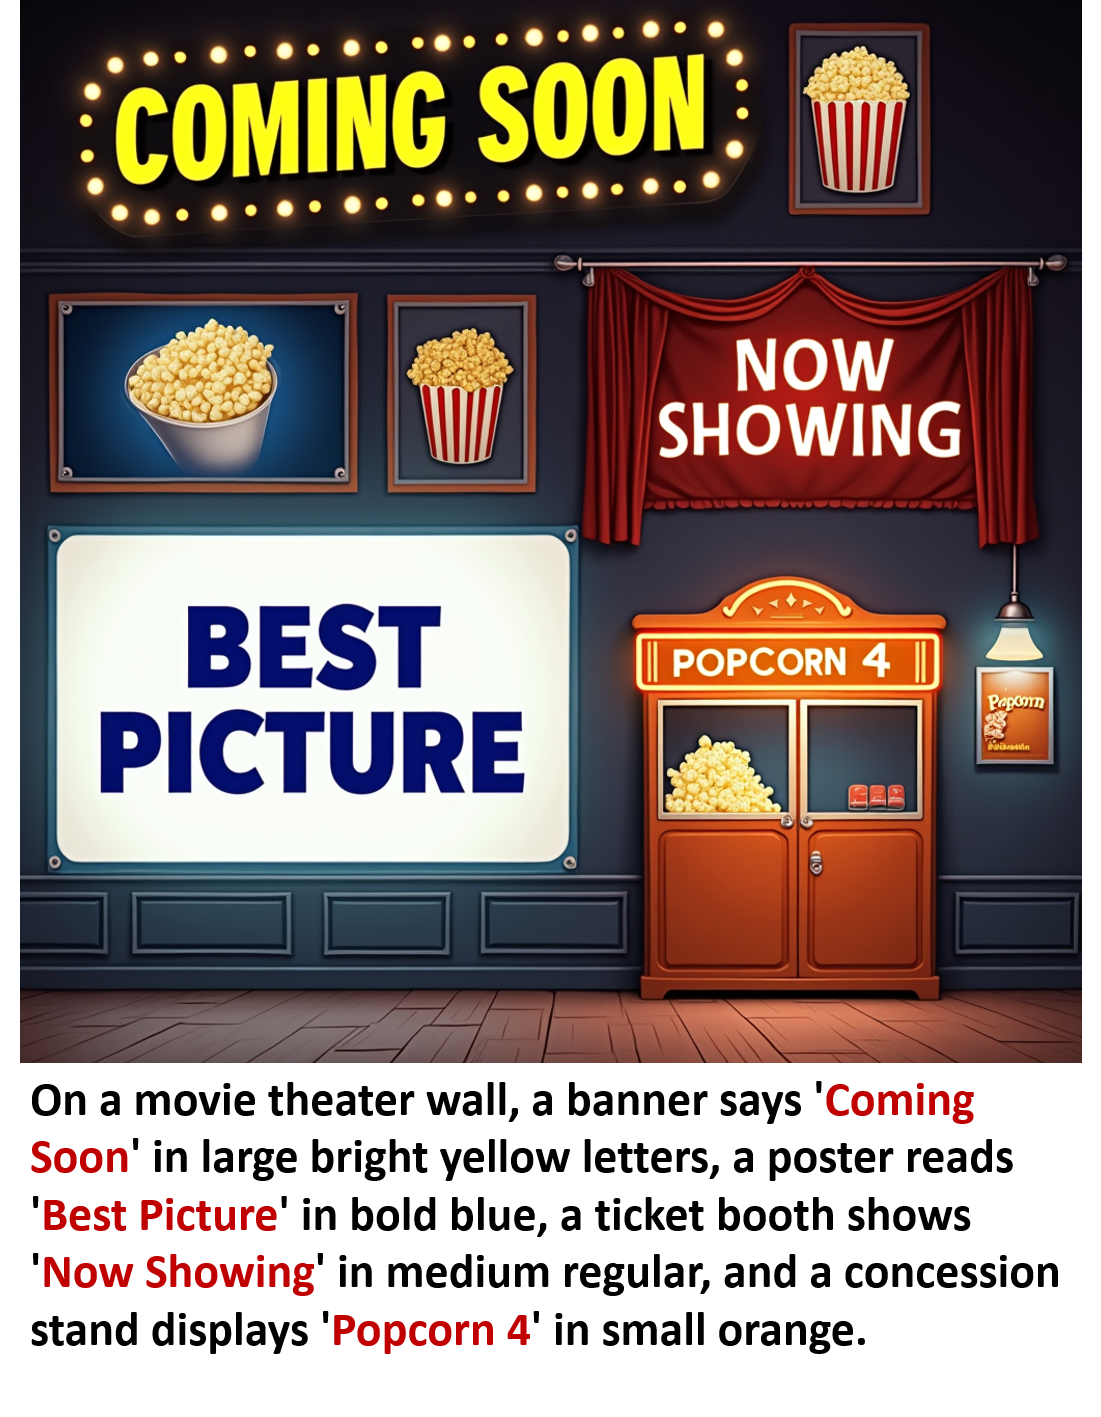 COMING SOON
NOW
SHOWING
BEST
PICTURE
POPCORN 4
Popcorn
On a movie theater wall, a banner says 'Coming
Soon' in large bright yellow letters, a poster reads
'Best Picture' in bold blue, a ticket booth shows
'Now Showing' in medium regular, and a concession
stand displays 'Popcorn 4' in small orange.